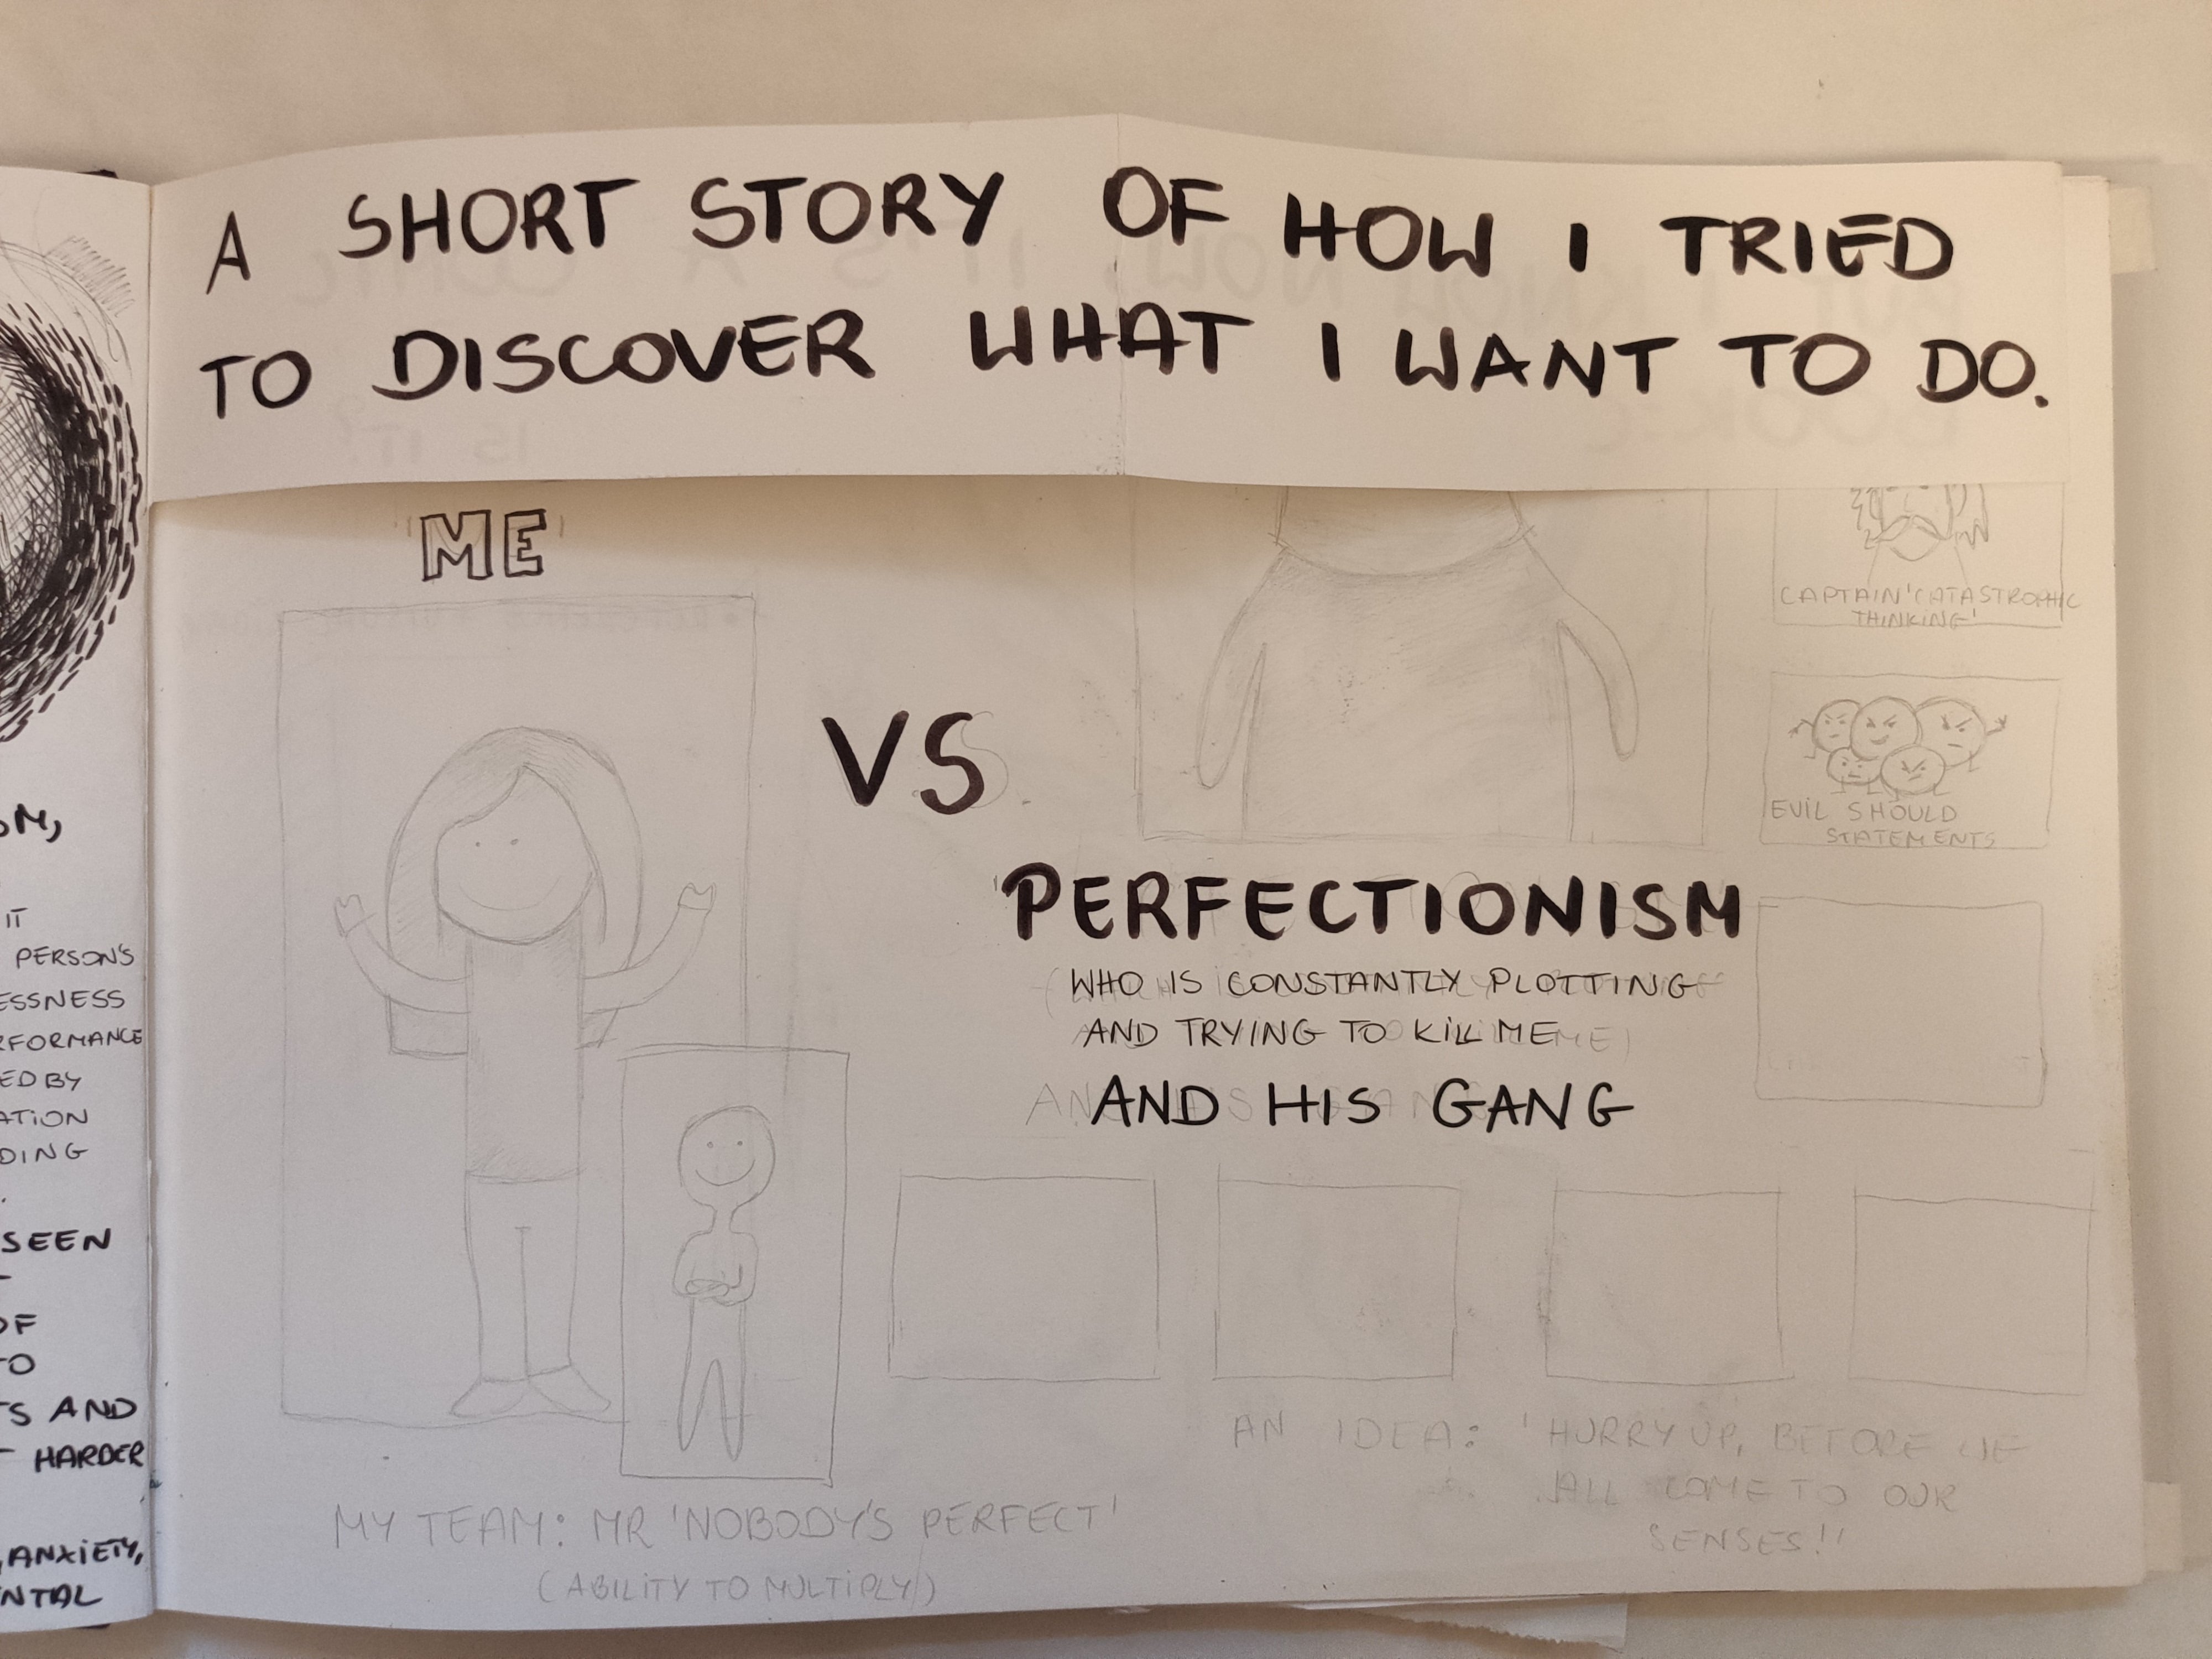 A SHORT STORY OF HOW I TRIED
TO DISCOVER WHAT I WANT TO DO.
"ME"
VS
CAPTAIN 'CATASTROPHIC
THINKING'
EVIL SHOULD
STATEMENTS
'PERFECTIONISM
WHO IS CONSTANTLY PLOTTING
AND TRYING TO KILL ME
AND HIS GANG
AN IDEA: 'HURRY UP, BEFORE WE
ALL COME TO OUR
SENSES!!
MY TEAM: MR 'NOBODY'S PERFECT'
(ABILITY TO MULTIPLY)
IT
PERSON'S
ESSNESS
RFORMANCE
ED BY
ATION
DING
SEEN
OF
TO
TS AND
HARDER
, ANXIETY,
NTAL